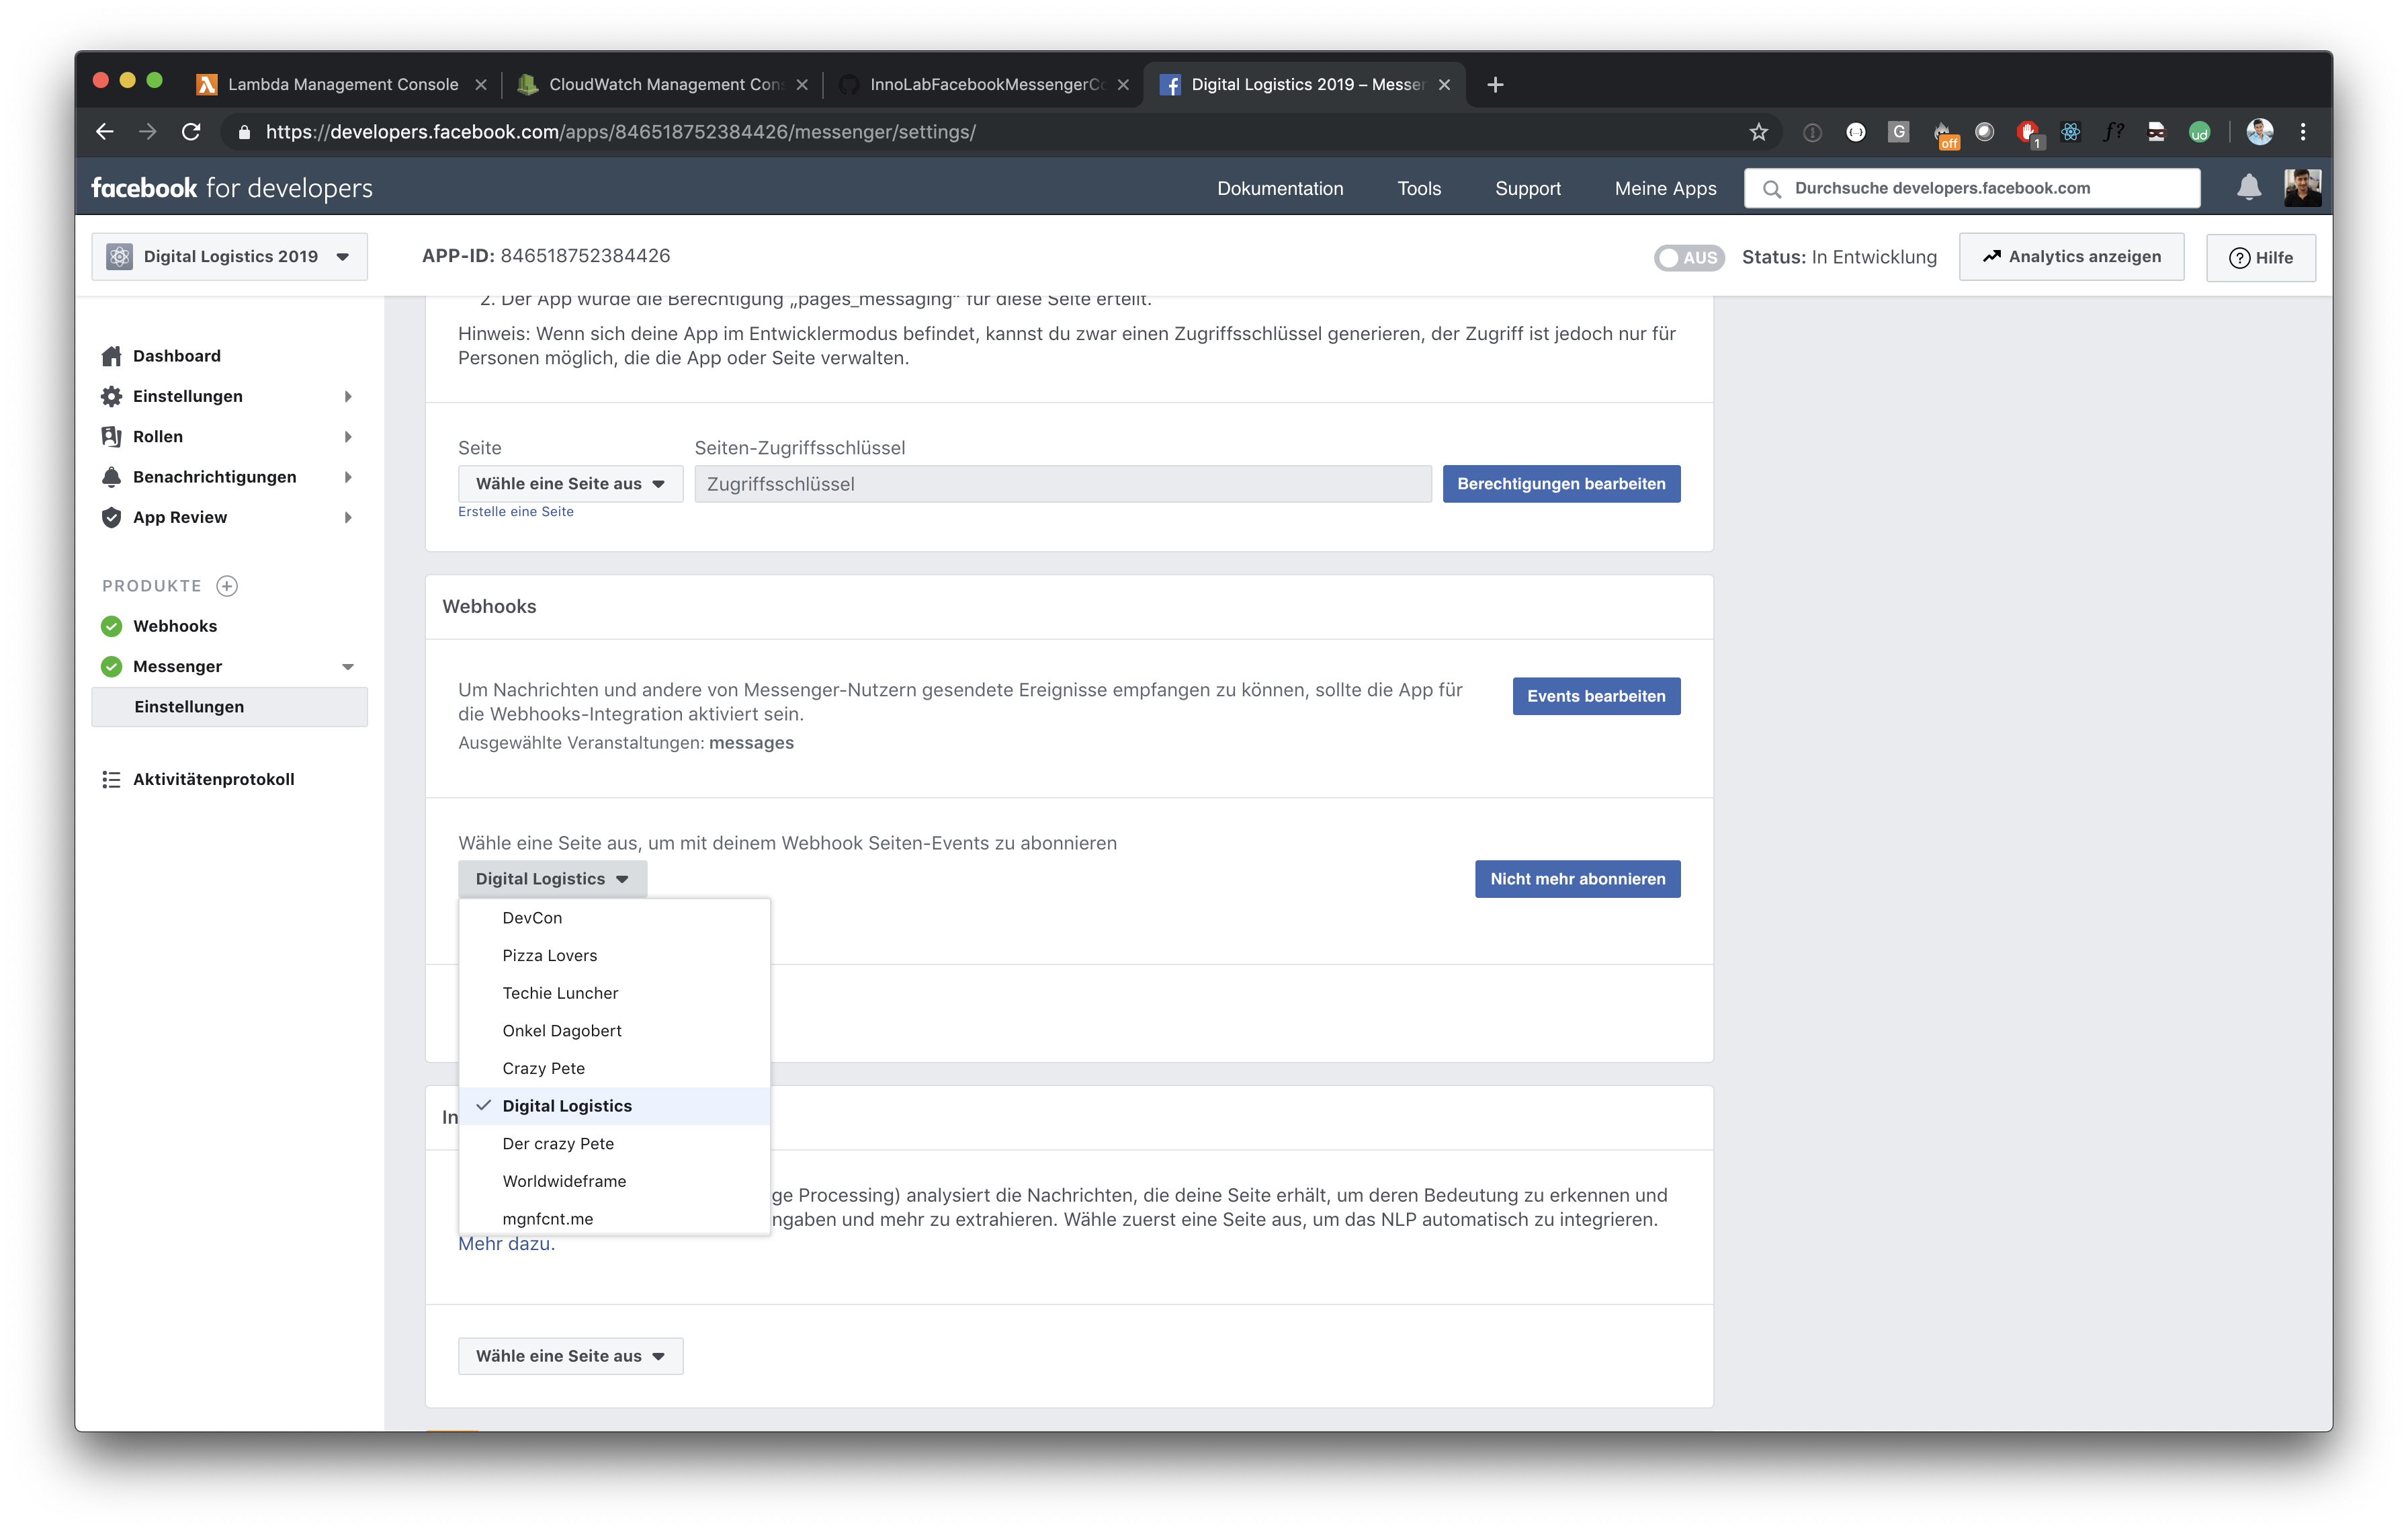 Lambda Management Console
CloudWatch Management Cons
InnoLabFacebookMessengerCo
Digital Logistics 2019 – Messen
https://developers.facebook.com/apps/846518752384426/messenger/settings/
G
off
1
f?
ud
facebook for developers
Dokumentation
Tools
Support
Meine Apps
Durchsuche developers.facebook.com
Digital Logistics 2019
APP-ID: 846518752384426
AUS
Status: In Entwicklung
Analytics anzeigen
Hilfe
Dashboard
Einstellungen
Rollen
Benachrichtigungen
App Review
PRODUKTE
Webhooks
Messenger
Einstellungen
Aktivitätenprotokoll
2. Der App wurde die Berechtigung „pages_messaging“ für diese Seite erteilt.
Hinweis: Wenn sich deine App im Entwicklermodus befindet, kannst du zwar einen Zugriffsschlüssel generieren, der Zugriff ist jedoch nur für
Personen möglich, die die App oder Seite verwalten.
Seite
Seiten-Zugriffsschlüssel
Wähle eine Seite aus
Zugriffsschlüssel
Berechtigungen bearbeiten
Erstelle eine Seite
Webhooks
Um Nachrichten und andere von Messenger-Nutzern gesendete Ereignisse empfangen zu können, sollte die App für
die Webhooks-Integration aktiviert sein.
Events bearbeiten
Ausgewählte Veranstaltungen: messages
Wähle eine Seite aus, um mit deinem Webhook Seiten-Events zu abonnieren
Digital Logistics
Nicht mehr abonnieren
DevCon
Pizza Lovers
Techie Luncher
Onkel Dagobert
Crazy Pete
Digital Logistics
Der crazy Pete
Worldwideframe
mgnfcnt.me
In
ge Processing) analysiert die Nachrichten, die deine Seite erhält, um deren Bedeutung zu erkennen und
ngaben und mehr zu extrahieren. Wähle zuerst eine Seite aus, um das NLP automatisch zu integrieren.
Mehr dazu.
Wähle eine Seite aus